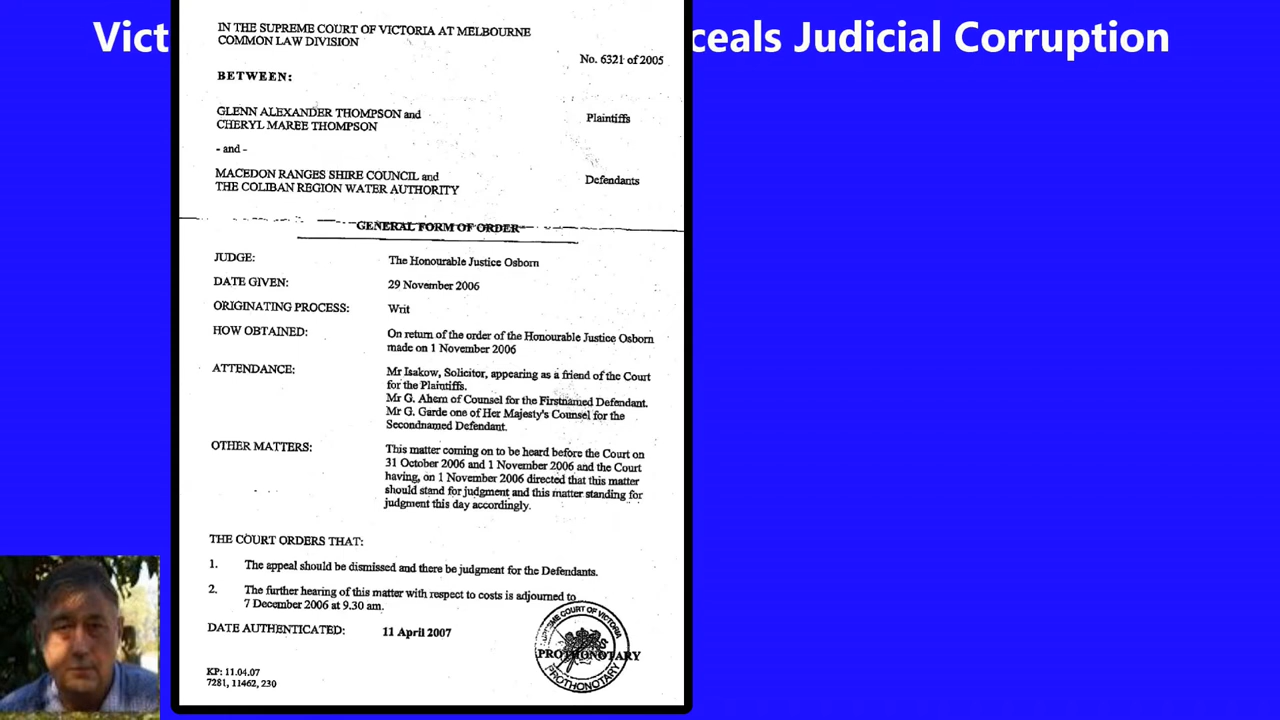 Vict ceals Judicial Corruption
IN THE SUPREME COURT OF VICTORIA AT MELBOURNE
COMMON LAW DIVISION
No. 6321 of 2005
BETWEEN:
GLENN ALEXANDER THOMPSON and
CHERYL MAREE THOMPSON
Plaintiffs
- and -
MACEDON RANGES SHIRE COUNCIL and
THE COLIBAN REGION WATER AUTHORITY
Defendants
GENERAL FORM OF ORDER
JUDGE: The Honourable Justice Osborn
DATE GIVEN: 29 November 2006
ORIGINATING PROCESS: Writ
HOW OBTAINED: On return of the order of the Honourable Justice Osborn
made on 1 November 2006
ATTENDANCE: Mr Isakow, Solicitor, appearing as a friend of the Court
for the Plaintiffs.
Mr G. Ahern of Counsel for the Firstnamed Defendant.
Mr G. Garde one of Her Majesty's Counsel for the
Secondnamed Defendant.
OTHER MATTERS: This matter coming on to be heard before the Court on
31 October 2006 and 1 November 2006 and the Court
having, on 1 November 2006 directed that this matter
should stand for judgment and this matter standing for
judgment this day accordingly.
THE COURT ORDERS THAT:
1. The appeal should be dismissed and there be judgment for the Defendants.
2. The further hearing of this matter with respect to costs is adjourned to
7 December 2006 at 9.30 am.
DATE AUTHENTICATED: 11 April 2007
SUPREME COURT OF VICTORIA
PROTHONOTARY
PROTHONOTARY
KP: 11.04.07
7281, 11462, 230